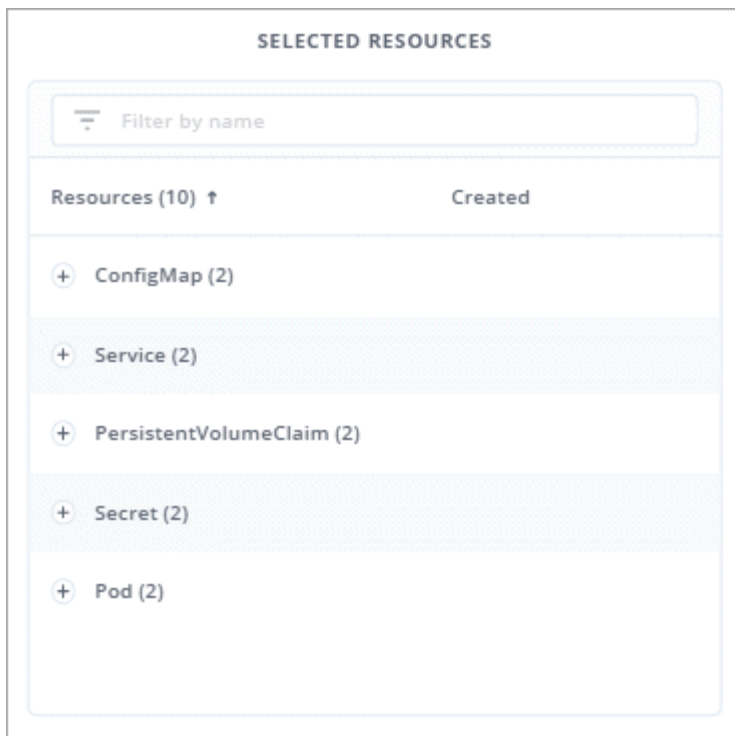 SELECTED RESOURCES
Filter by name
Resources (10) ↑ Created
+ ConfigMap (2)
+ Service (2)
+ PersistentVolumeClaim (2)
+ Secret (2)
+ Pod (2)